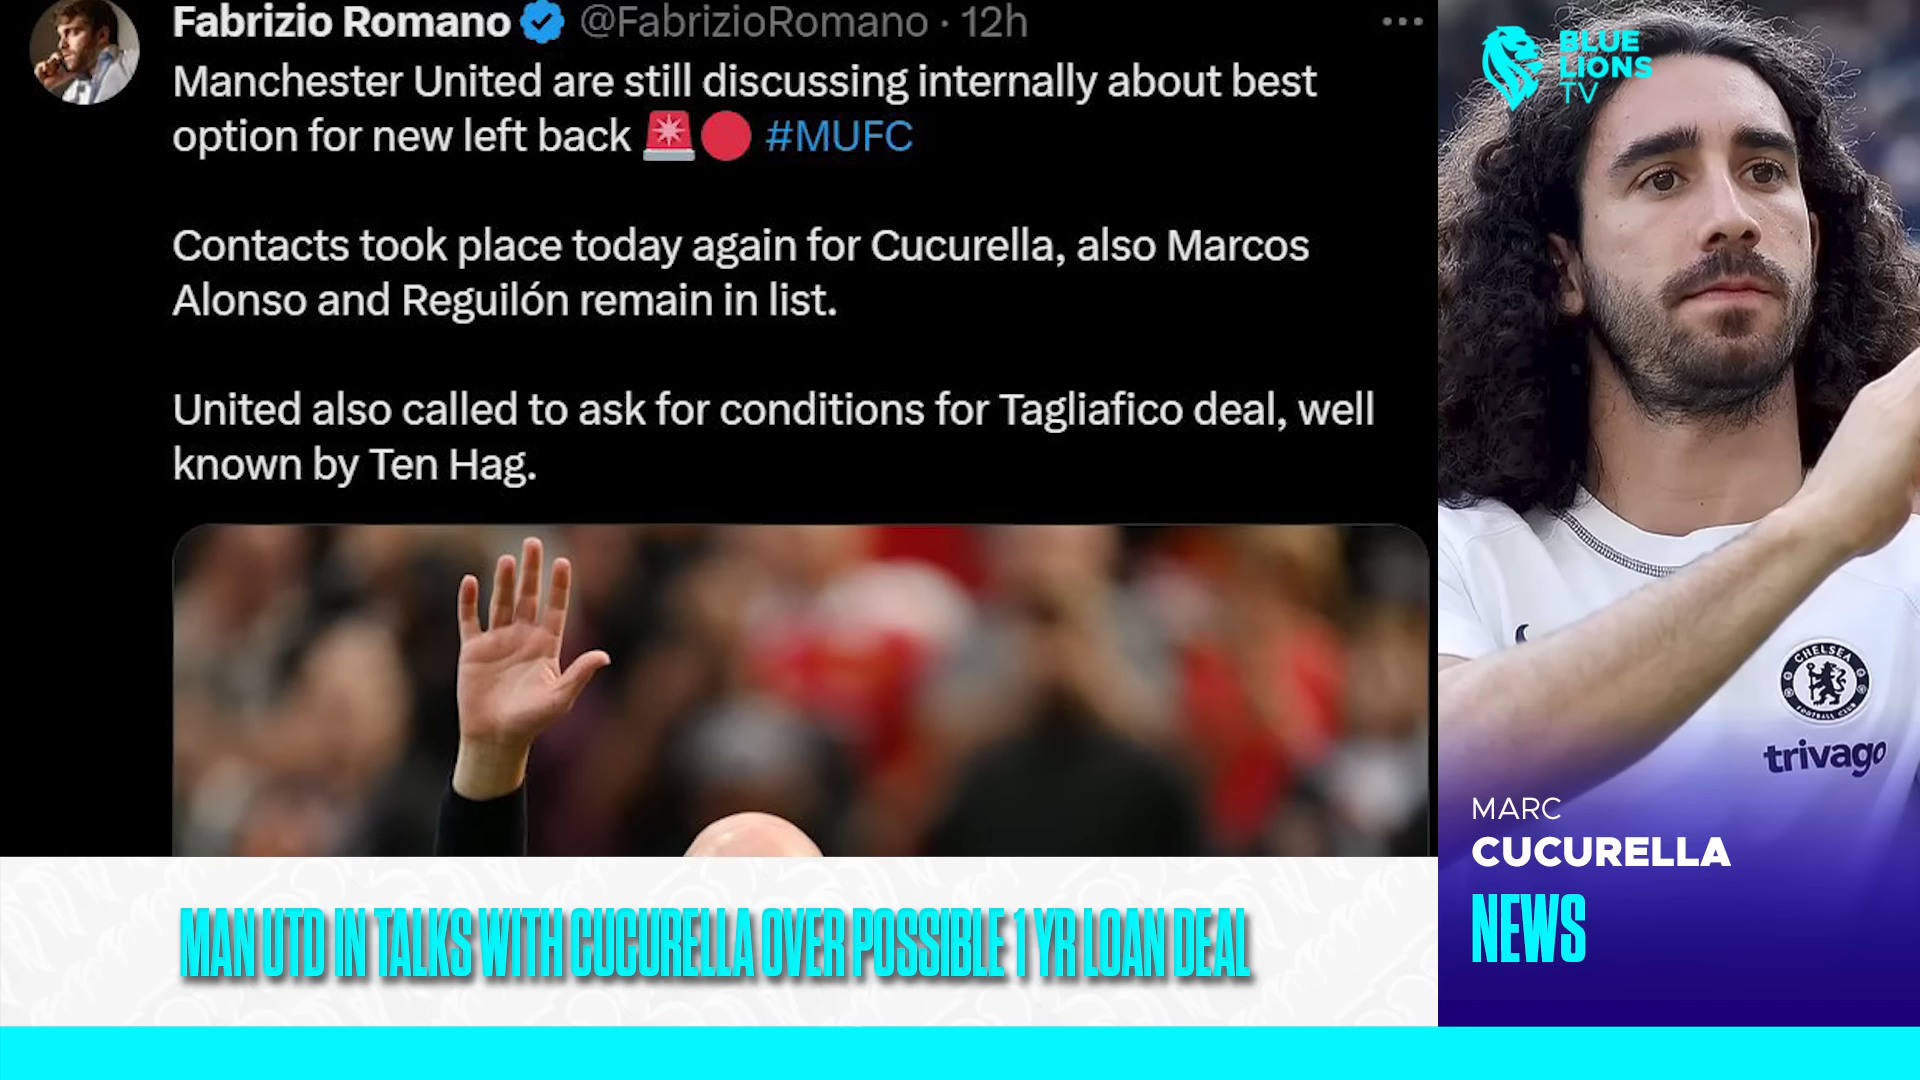 Fabrizio Romano @FabrizioRomano · 12h
Manchester United are still discussing internally about best
option for new left back 🚨🔴 #MUFC
Contacts took place today again for Cucurella, also Marcos
Alonso and Reguilón remain in list.
United also called to ask for conditions for Tagliafico deal, well
known by Ten Hag.
MAN UTD IN TALKS WITH CUCURELLA OVER POSSIBLE 1 YR LOAN DEAL
BLUE
LIONS
TV
CHELSEA
FOOTBALL CLUB
trivago
MARC
CUCURELLA
NEWS